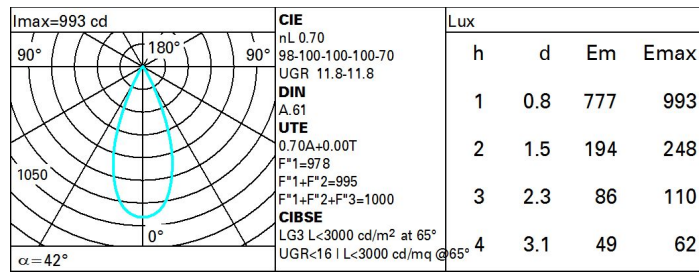 Imax=993 cd
90°
180°
90°
1050
0°
α=42°
CIE
nL 0.70
98-100-100-100-70
UGR 11.8-11.8
DIN
A.61
UTE
0.70A+0.00T
F"1=978
F"1+F"2=995
F"1+F"2+F"3=1000
CIBSE
LG3 L<3000 cd/m² at 65°
UGR<16 | L<3000 cd/mq @65°
Lux
h d Em Emax
1 0.8 777 993
2 1.5 194 248
3 2.3 86 110
4 3.1 49 62